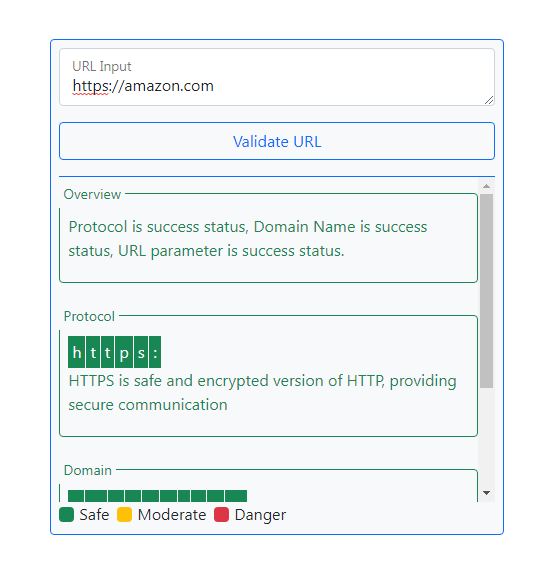 URL Input
https://amazon.com
Validate URL
Overview
Protocol is success status, Domain Name is success
status, URL parameter is success status.
Protocol
https:
HTTPS is safe and encrypted version of HTTP, providing
secure communication
Domain
Safe Moderate Danger